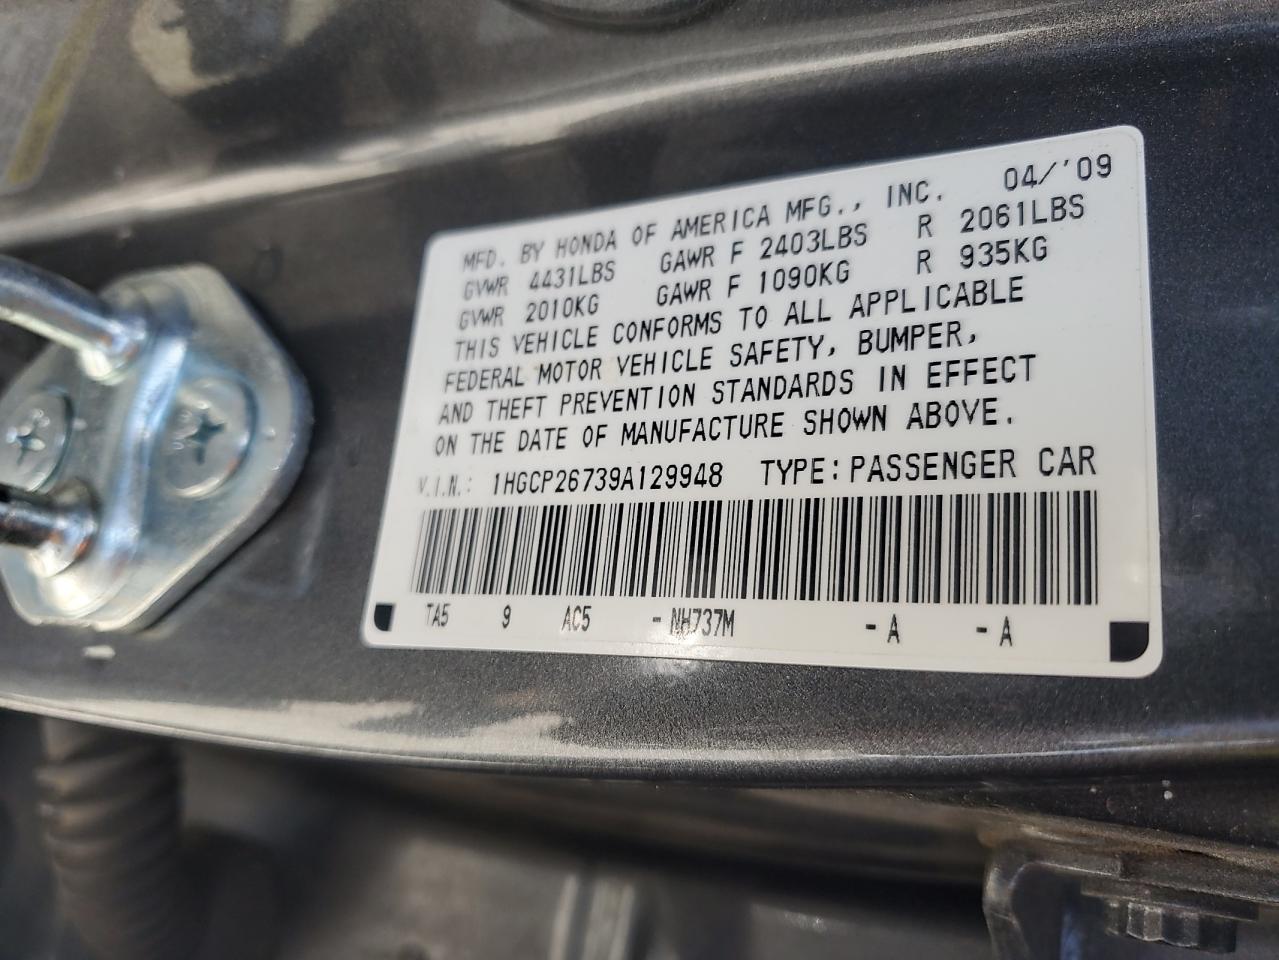 MFD. BY HONDA OF AMERICA MFG., INC. 04/'09
GVWR 4431LBS GAWR F 2403LBS R 2061LBS
GVWR 2010KG GAWR F 1090KG R 935KG
THIS VEHICLE CONFORMS TO ALL APPLICABLE
FEDERAL MOTOR VEHICLE SAFETY, BUMPER,
AND THEFT PREVENTION STANDARDS IN EFFECT
ON THE DATE OF MANUFACTURE SHOWN ABOVE.
V.I.N.: 1HGCP26739A129948 TYPE:PASSENGER CAR
TA5 9 AC5 - NH737M - A - A